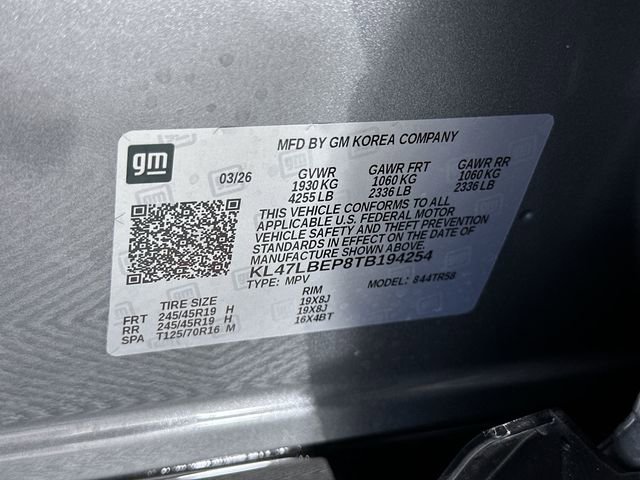 gm
MFD BY GM KOREA COMPANY
03/26
GVWR GAWR FRT GAWR RR
1930 KG 1060 KG 1060 KG
4255 LB 2336 LB 2336 LB
THIS VEHICLE CONFORMS TO ALL
APPLICABLE U.S. FEDERAL MOTOR
VEHICLE SAFETY AND THEFT PREVENTION
STANDARDS IN EFFECT ON THE DATE OF
MANUFACTURE SHOWN ABOVE.
KL47LBEP8TB194254
TYPE: MPV MODEL: 844TR58
TIRE SIZE RIM
FRT 245/45R19 H 19X8J
RR 245/45R19 H 19X8J
SPA T125/70R16 M 16X4BT